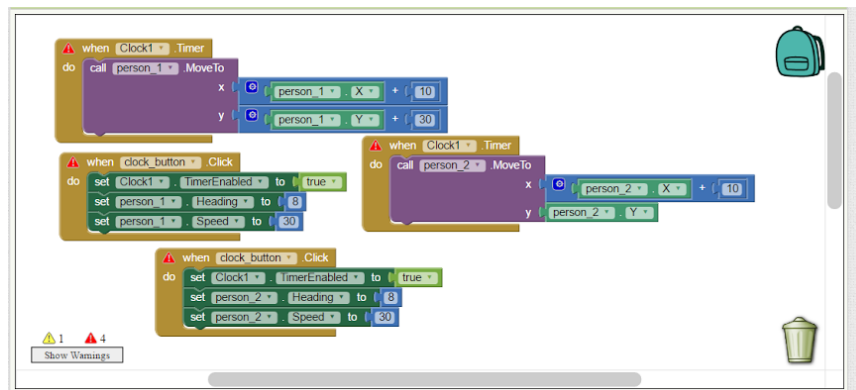 when Clock1 .Timer
do call person_1 .MoveTo
x person_1 . X + 10
y person_1 . Y + 30
when clock_button .Click
do set Clock1 . TimerEnabled to true
set person_1 . Heading to 8
set person_1 . Speed to 30
when Clock1 .Timer
do call person_2 .MoveTo
x person_2 . X + 10
y person_2 . Y
when clock_button .Click
do set Clock1 . TimerEnabled to true
set person_2 . Heading to 8
set person_2 . Speed to 30
1 4
Show Warnings